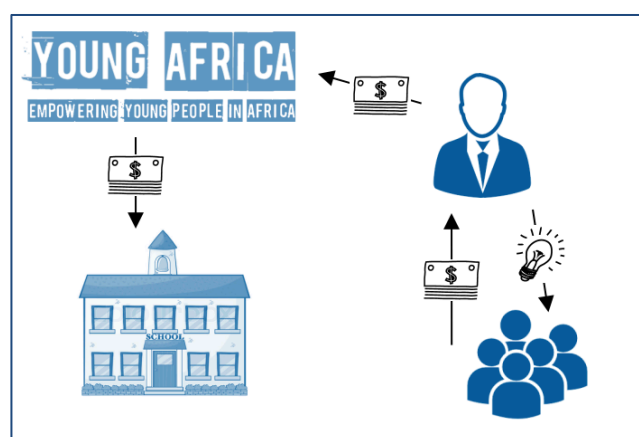 YOUNG AFRICA
EMPOWERING YOUNG PEOPLE IN AFRICA
$
$
$
SCHOOL